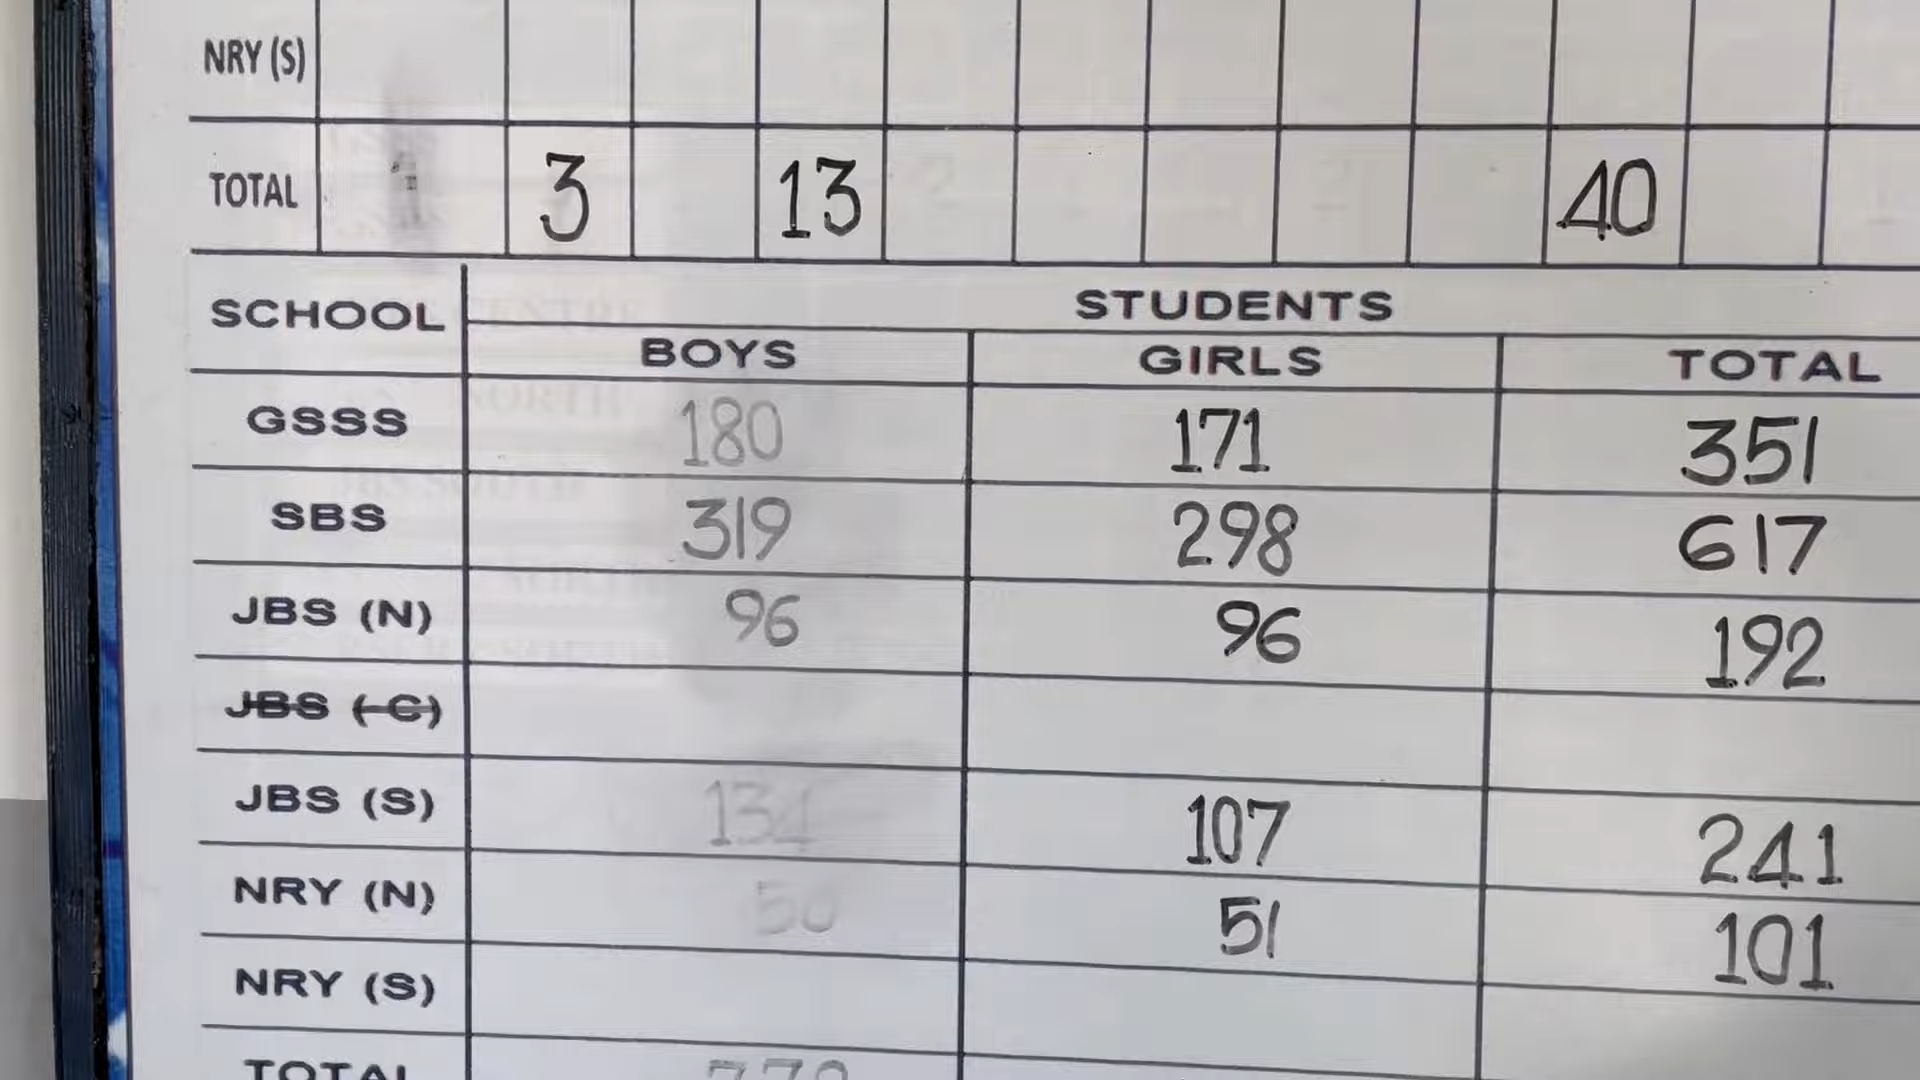 NRY (S)
TOTAL 3 13 40
SCHOOL STUDENTS
BOYS GIRLS TOTAL
GSSS 180 171 351
SBS 319 298 617
JBS (N) 96 96 192
JBS (C)
JBS (S) 134 107 241
NRY (N) 50 51 101
NRY (S)
TOTAL